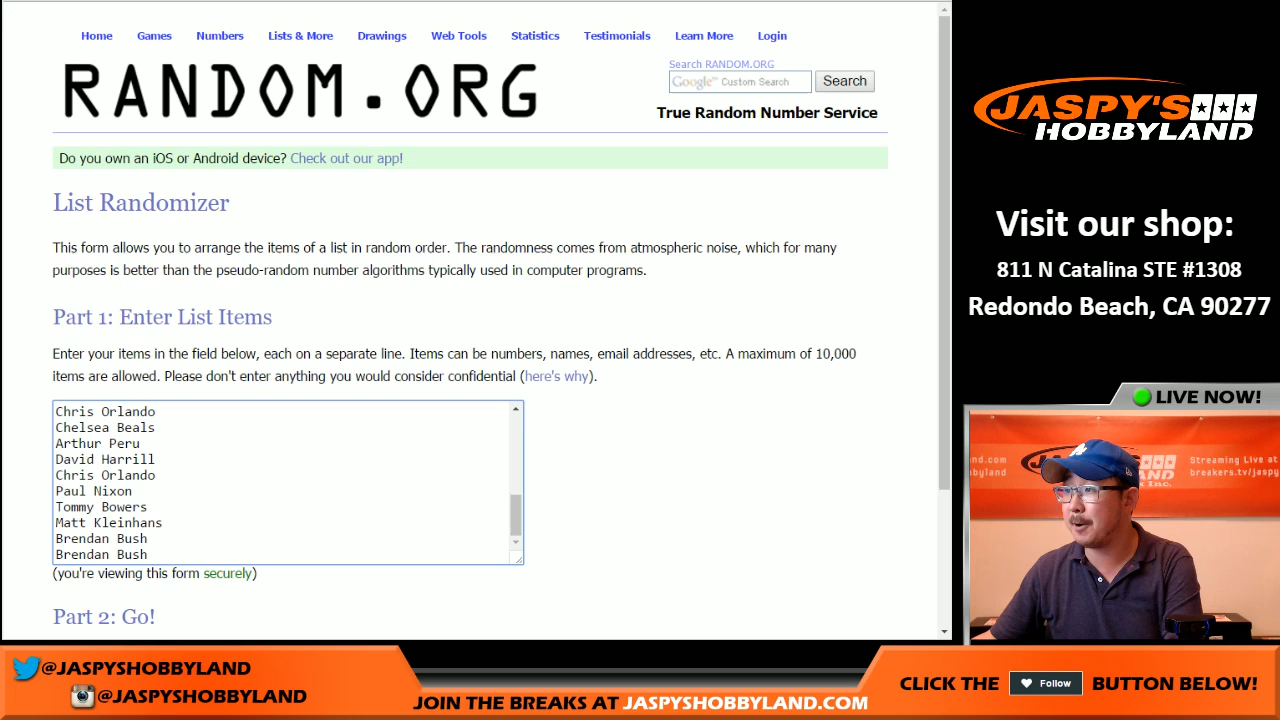 Home Games Numbers Lists & More Drawings Web Tools Statistics Testimonials Learn More Login
RANDOM.ORG
Search RANDOM.ORG
Google™ Custom Search
Search
True Random Number Service
Do you own an iOS or Android device? Check out our app!
List Randomizer
This form allows you to arrange the items of a list in random order. The randomness comes from atmospheric noise, which for many
purposes is better than the pseudo-random number algorithms typically used in computer programs.
Part 1: Enter List Items
Enter your items in the field below, each on a separate line. Items can be numbers, names, email addresses, etc. A maximum of 10,000
items are allowed. Please don't enter anything you would consider confidential (here's why).
Chris Orlando
Chelsea Beals
Arthur Peru
David Harrill
Chris Orlando
Paul Nixon
Tommy Bowers
Matt Kleinhans
Brendan Bush
Brendan Bush
(you're viewing this form securely)
Part 2: Go!
JASPY'S
HOBBYLAND
Visit our shop:
811 N Catalina STE #1308
Redondo Beach, CA 90277
LIVE NOW!
Streaming Live at
breakers.tv/jaspyshobbyland
@JASPYSHOBBYLAND
@JASPYSHOBBYLAND
JOIN THE BREAKS AT JASPYSHOBBYLAND.COM
CLICK THE Follow BUTTON BELOW!